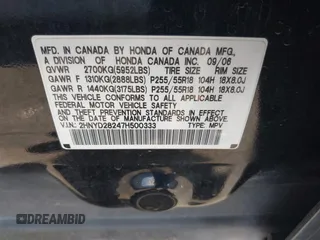 MFD. IN CANADA BY HONDA OF CANADA MFG.,
A DIVISION OF HONDA CANADA INC. 09/06
GVWR 2700KG(5952LBS) TIRE SIZE RIM SIZE
GAWR F 1310KG(2888LBS) P255/55R18 104H 18X8.0J
GAWR R 1440KG(3175LBS) P255/55R18 104H 18X8.0J
THIS VEHICLE CONFORMS TO ALL APPLICABLE
FEDERAL MOTOR VEHICLE SAFETY
STANDARDS IN EFFECT ON THE DATE OF
MANUFACTURE SHOWN ABOVE.
V.I.N.: 2HNYD28247H500333 TYPE: MPV
DREAMBID